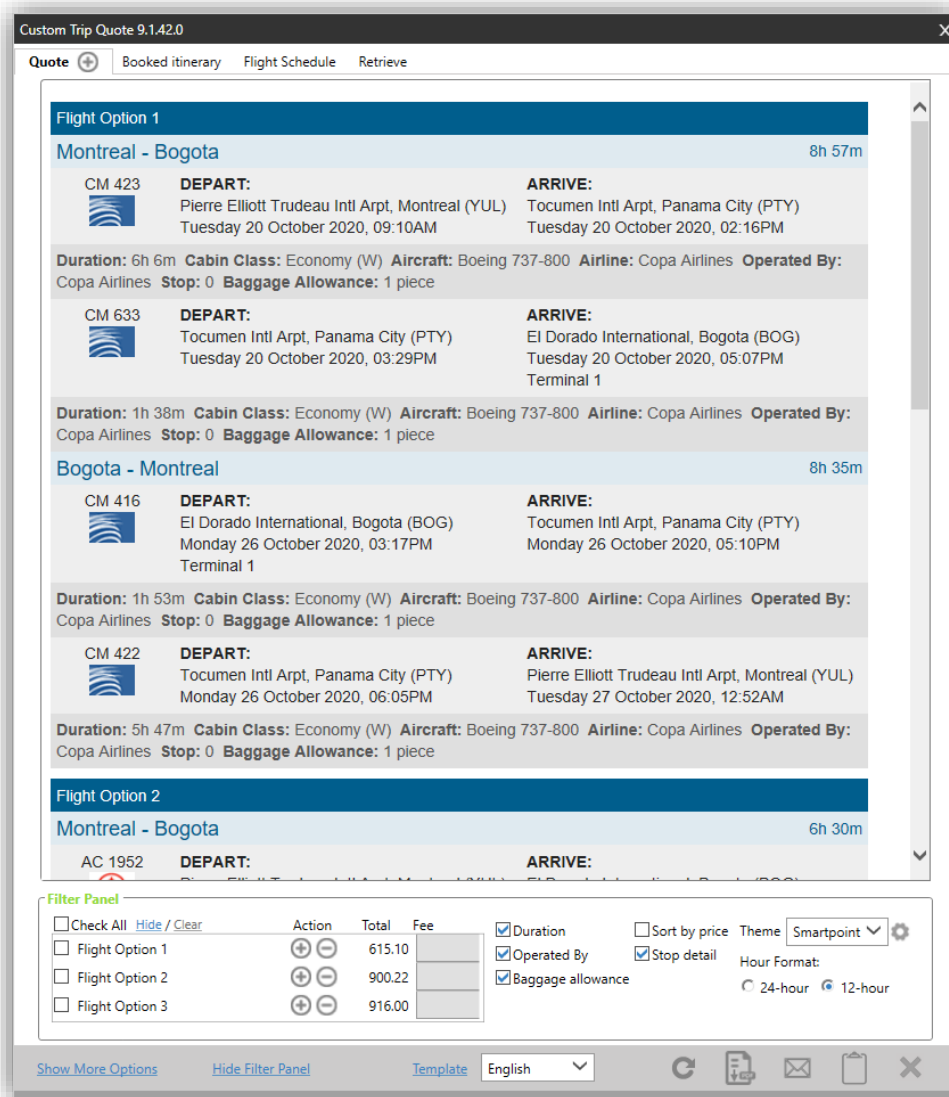 Custom Trip Quote 9.1.42.0
Quote Booked itinerary Flight Schedule Retrieve
Flight Option 1
Montreal - Bogota 8h 57m
CM 423 DEPART: ARRIVE:
Pierre Elliott Trudeau Intl Arpt, Montreal (YUL) Tocumen Intl Arpt, Panama City (PTY)
Tuesday 20 October 2020, 09:10AM Tuesday 20 October 2020, 02:16PM
Duration: 6h 6m Cabin Class: Economy (W) Aircraft: Boeing 737-800 Airline: Copa Airlines Operated By:
Copa Airlines Stop: 0 Baggage Allowance: 1 piece
CM 633 DEPART: ARRIVE:
Tocumen Intl Arpt, Panama City (PTY) El Dorado International, Bogota (BOG)
Tuesday 20 October 2020, 03:29PM Tuesday 20 October 2020, 05:07PM
Terminal 1
Duration: 1h 38m Cabin Class: Economy (W) Aircraft: Boeing 737-800 Airline: Copa Airlines Operated By:
Copa Airlines Stop: 0 Baggage Allowance: 1 piece
Bogota - Montreal 8h 35m
CM 416 DEPART: ARRIVE:
El Dorado International, Bogota (BOG) Tocumen Intl Arpt, Panama City (PTY)
Monday 26 October 2020, 03:17PM Monday 26 October 2020, 05:10PM
Terminal 1
Duration: 1h 53m Cabin Class: Economy (W) Aircraft: Boeing 737-800 Airline: Copa Airlines Operated By:
Copa Airlines Stop: 0 Baggage Allowance: 1 piece
CM 422 DEPART: ARRIVE:
Tocumen Intl Arpt, Panama City (PTY) Pierre Elliott Trudeau Intl Arpt, Montreal (YUL)
Monday 26 October 2020, 06:05PM Tuesday 27 October 2020, 12:52AM
Duration: 5h 47m Cabin Class: Economy (W) Aircraft: Boeing 737-800 Airline: Copa Airlines Operated By:
Copa Airlines Stop: 0 Baggage Allowance: 1 piece
Flight Option 2
Montreal - Bogota 6h 30m
AC 1952 DEPART: ARRIVE:
Filter Panel
Check All Hide / Clear Action Total Fee Duration Sort by price Theme Smartpoint
Flight Option 1 615.10 Operated By Stop detail Hour Format:
Flight Option 2 900.22 Baggage allowance 24-hour 12-hour
Flight Option 3 916.00
Show More Options Hide Filter Panel Template English